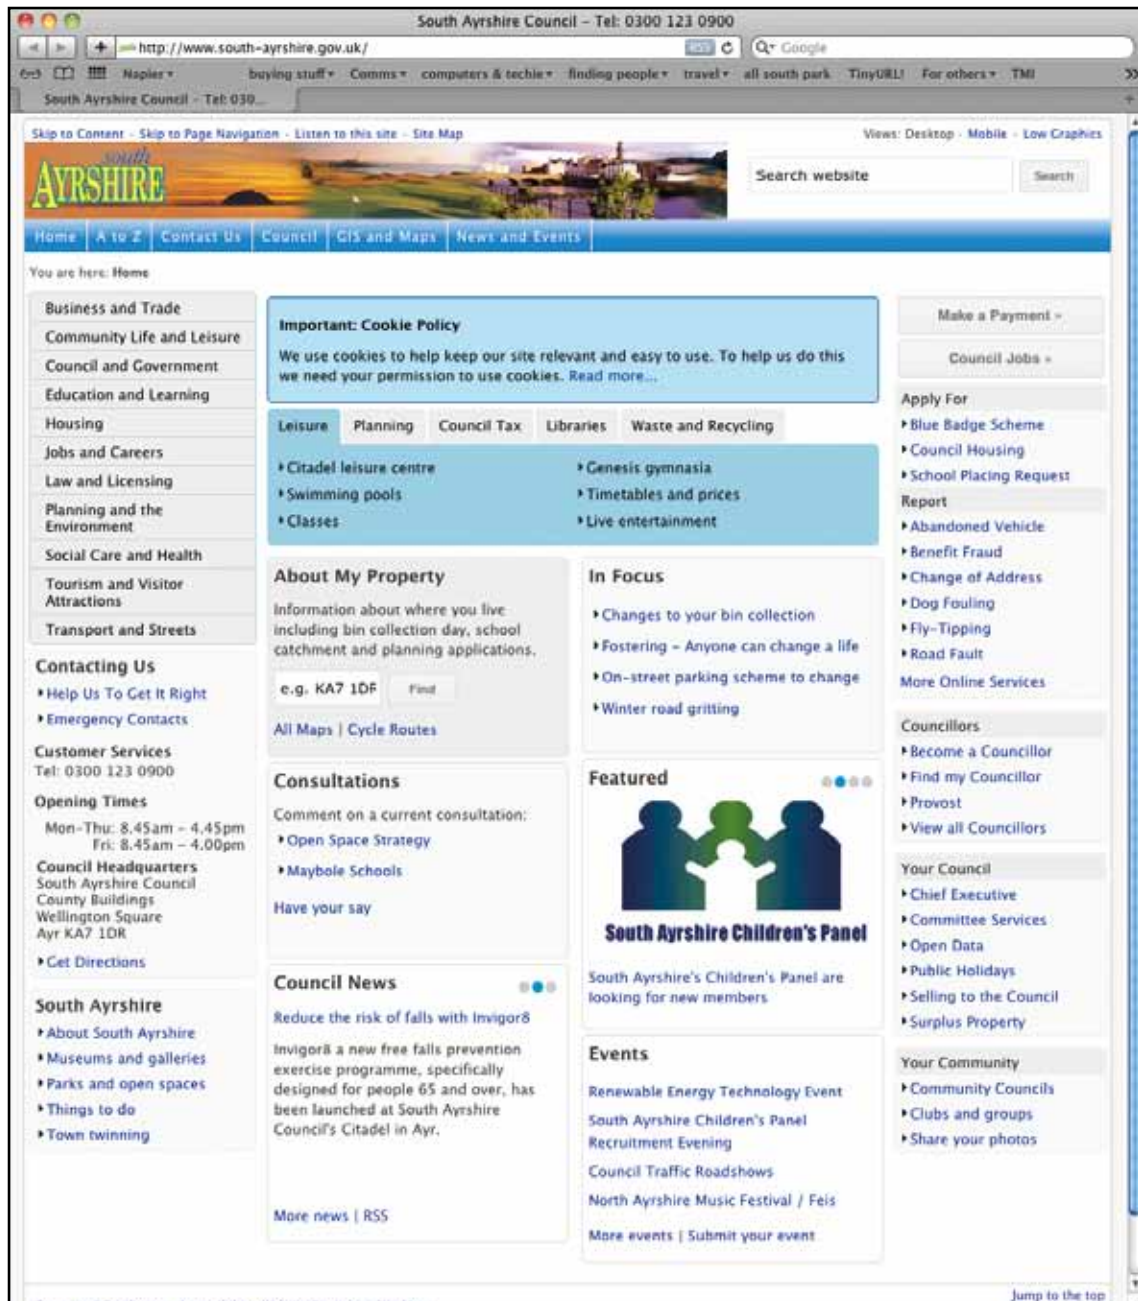 South Ayrshire Council – Tel: 0300 123 0900
http://www.south-ayrshire.gov.uk/
RSS
Google
Napier
buying stuff
Comms
computers & techie
finding people
travel
all south park
TinyURL!
For others
TMI
South Ayrshire Council – Tel: 030...
Skip to Content - Skip to Page Navigation - Listen to this site - Site Map
Views: Desktop - Mobile - Low Graphics
south
AYRSHIRE
Search website
Search
Home
A to Z
Contact Us
Council
GIS and Maps
News and Events
You are here: Home
Business and Trade
Community Life and Leisure
Council and Government
Education and Learning
Housing
Jobs and Careers
Law and Licensing
Planning and the
Environment
Social Care and Health
Tourism and Visitor
Attractions
Transport and Streets
Contacting Us
Help Us To Get It Right
Emergency Contacts
Customer Services
Tel: 0300 123 0900
Opening Times
Mon-Thu: 8.45am – 4.45pm
Fri: 8.45am – 4.00pm
Council Headquarters
South Ayrshire Council
County Buildings
Wellington Square
Ayr KA7 1DR
Get Directions
South Ayrshire
About South Ayrshire
Museums and galleries
Parks and open spaces
Things to do
Town twinning
Important: Cookie Policy
We use cookies to help keep our site relevant and easy to use. To help us do this
we need your permission to use cookies. Read more...
Leisure
Planning
Council Tax
Libraries
Waste and Recycling
Citadel leisure centre
Swimming pools
Classes
Genesis gymnasia
Timetables and prices
Live entertainment
About My Property
Information about where you live
including bin collection day, school
catchment and planning applications.
e.g. KA7 1DR
Find
All Maps | Cycle Routes
In Focus
Changes to your bin collection
Fostering – Anyone can change a life
On-street parking scheme to change
Winter road gritting
Consultations
Comment on a current consultation:
Open Space Strategy
Maybole Schools
Have your say
Featured
South Ayrshire Children's Panel
South Ayrshire's Children's Panel are
looking for new members
Council News
Reduce the risk of falls with Invigor8
Invigor8 a new free falls prevention
exercise programme, specifically
designed for people 65 and over, has
been launched at South Ayrshire
Council's Citadel in Ayr.
More news | RSS
Events
Renewable Energy Technology Event
South Ayrshire Children's Panel
Recruitment Evening
Council Traffic Roadshows
North Ayrshire Music Festival / Feis
More events | Submit your event
Make a Payment »
Council Jobs »
Apply For
Blue Badge Scheme
Council Housing
School Placing Request
Report
Abandoned Vehicle
Benefit Fraud
Change of Address
Dog Fouling
Fly-Tipping
Road Fault
More Online Services
Councillors
Become a Councillor
Find my Councillor
Provost
View all Councillors
Your Council
Chief Executive
Committee Services
Open Data
Public Holidays
Selling to the Council
Surplus Property
Your Community
Community Councils
Clubs and groups
Share your photos
Jump to the top